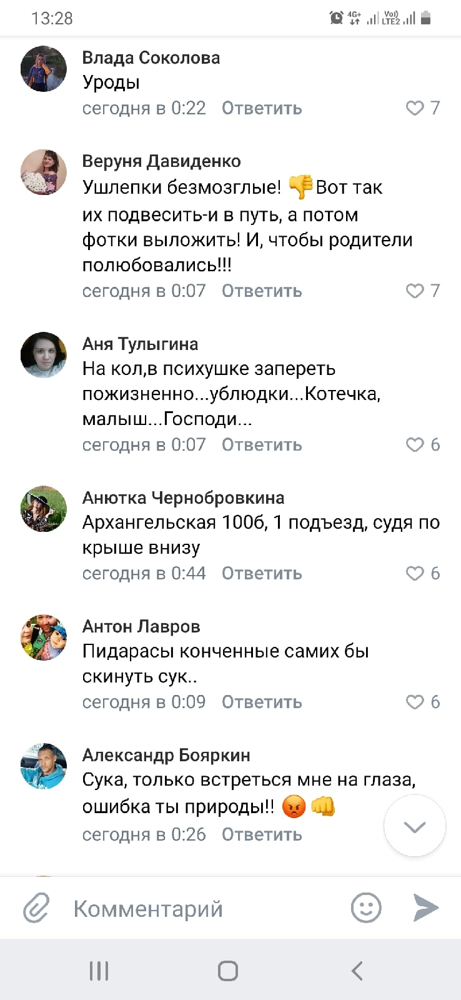 13:28
4G+
Vo))
LTE2
Влада Соколова
Уроды
сегодня в 0:22 Ответить
7
Веруня Давиденко
Ушлепки безмозглые! 👎Вот так
их подвесить-и в путь, а потом
фотки выложить! И, чтобы родители
полюбовались!!!
сегодня в 0:07 Ответить
7
Аня Тулыгина
На кол,в психушке запереть
пожизненно...ублюдки...Котечка,
малыш...Господи...
сегодня в 0:07 Ответить
6
Анютка Чернобровкина
Архангельская 100б, 1 подъезд, судя по
крыше внизу
сегодня в 0:44 Ответить
6
Антон Лавров
Пидарасы конченные самих бы
скинуть сук..
сегодня в 0:09 Ответить
6
Александр Бояркин
Сука, только встреться мне на глаза,
ошибка ты природы!! 😡👊
сегодня в 0:26 Ответить
Комментарий